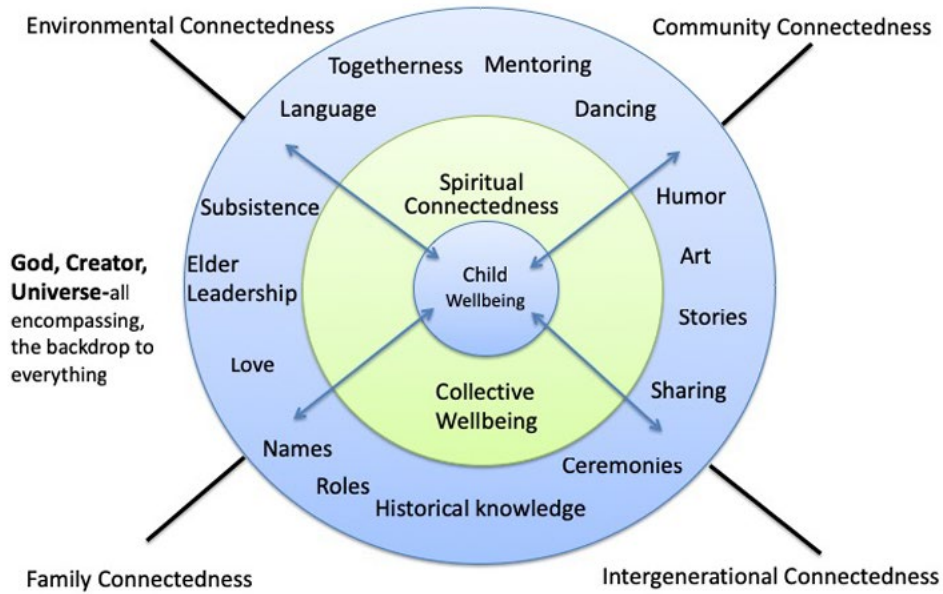 Environmental Connectedness
Community Connectedness
Togetherness
Mentoring
Language
Dancing
Spiritual
Connectedness
Subsistence
Humor
God, Creator,
Universe-all
encompassing,
the backdrop to
everything
Elder
Leadership
Child
Wellbeing
Art
Stories
Love
Collective
Wellbeing
Sharing
Names
Ceremonies
Roles
Historical knowledge
Family Connectedness
Intergenerational Connectedness